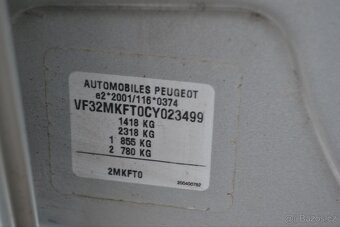 AUTOMOBILES PEUGEOT
e2*2001/116*0374
VF32MKFT0CY023499
1418 KG
2318 KG
1 855 KG
2 780 KG
2MKFT0